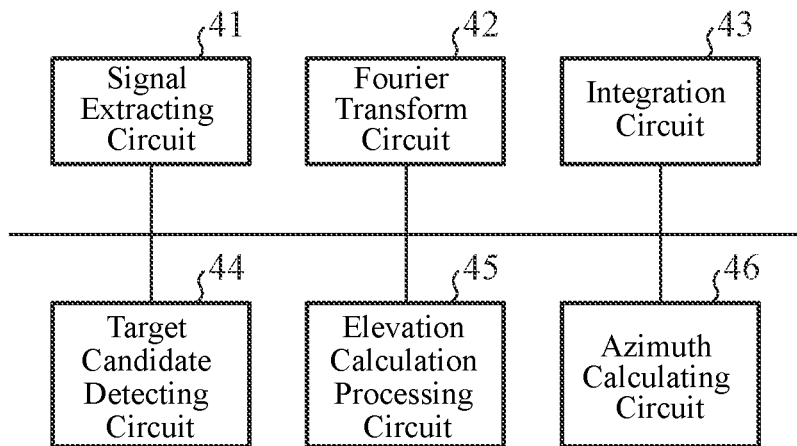 41
Signal
Extracting
Circuit
42
Fourier
Transform
Circuit
43
Integration
Circuit
44
Target
Candidate
Detecting
Circuit
45
Elevation
Calculation
Processing
Circuit
46
Azimuth
Calculating
Circuit